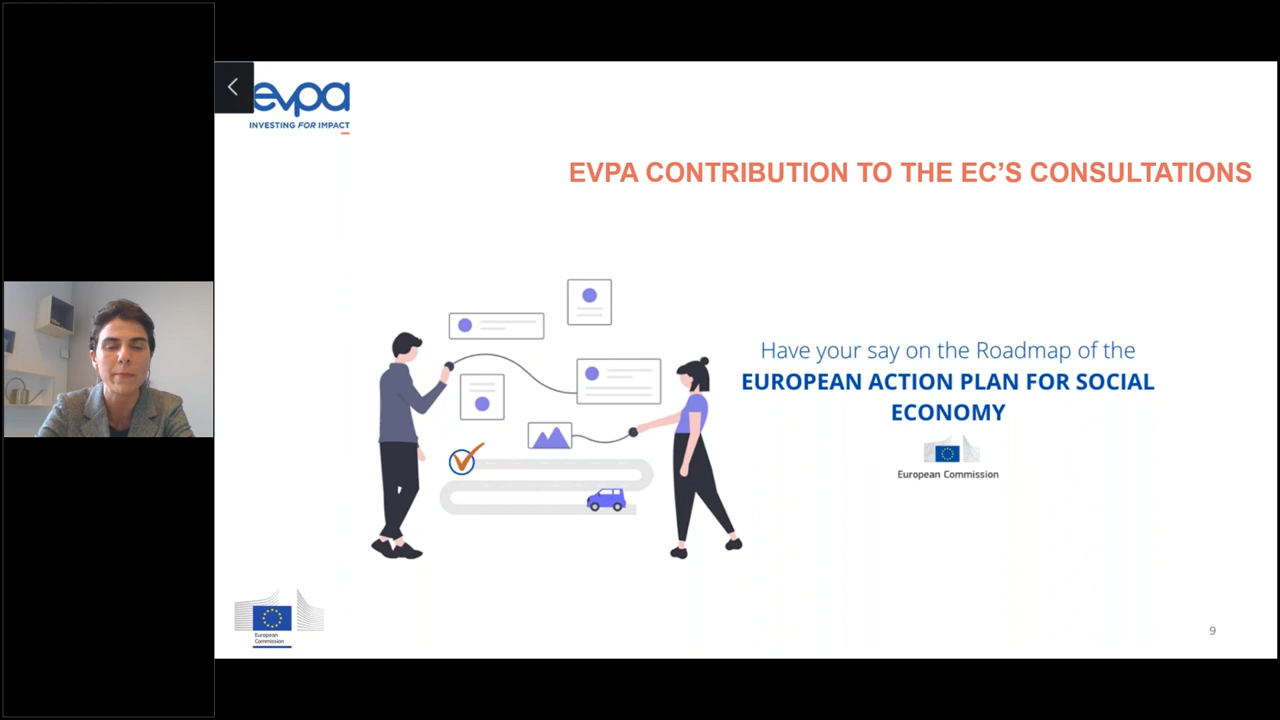 evpa
INVESTING FOR IMPACT
EVPA CONTRIBUTION TO THE EC’S CONSULTATIONS
Have your say on the Roadmap of the
EUROPEAN ACTION PLAN FOR SOCIAL
ECONOMY
European Commission
European
Commission
9